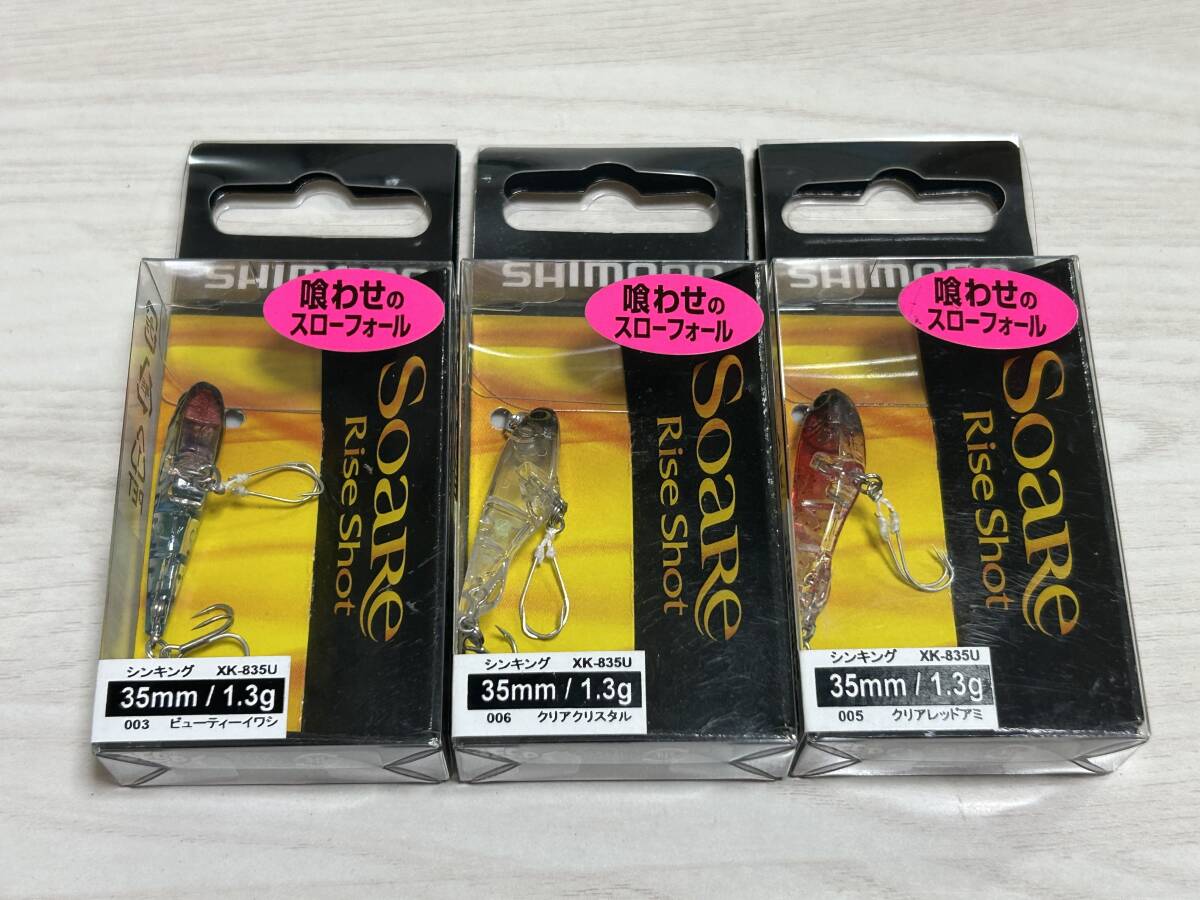 SHIMANO
喰わせの
スローフォール
Soare
Rise Shot
シンキング XK-835U
35mm / 1.3g
003 ビューティーイワシ
SHIMANO
喰わせの
スローフォール
Soare
Rise Shot
シンキング XK-835U
35mm / 1.3g
006 クリアクリスタル
SHIMANO
喰わせの
スローフォール
Soare
Rise Shot
シンキング XK-835U
35mm / 1.3g
005 クリアレッドアミ